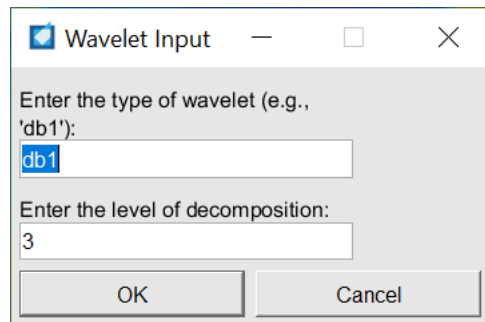 Wavelet Input
Enter the type of wavelet (e.g.,
'db1'):
db1
Enter the level of decomposition:
3
OK Cancel